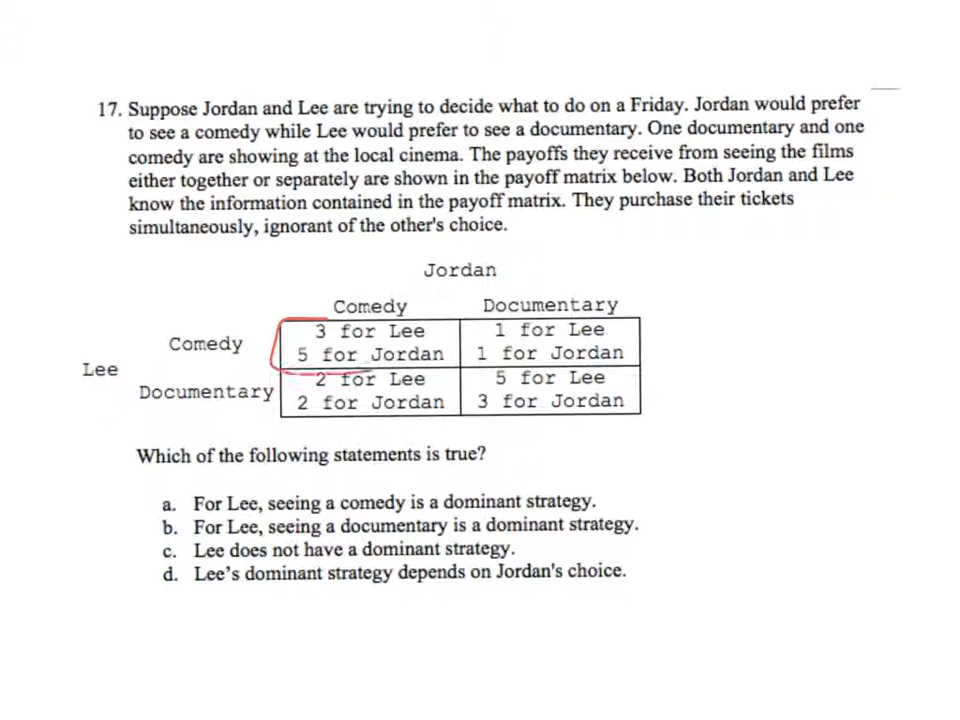 17. Suppose Jordan and Lee are trying to decide what to do on a Friday. Jordan would prefer
to see a comedy while Lee would prefer to see a documentary. One documentary and one
comedy are showing at the local cinema. The payoffs they receive from seeing the films
either together or separately are shown in the payoff matrix below. Both Jordan and Lee
know the information contained in the payoff matrix. They purchase their tickets
simultaneously, ignorant of the other's choice.
Jordan
Comedy Documentary
3 for Lee 1 for Lee
Comedy
5 for Jordan 1 for Jordan
Lee
2 for Lee 5 for Lee
Documentary
2 for Jordan 3 for Jordan
Which of the following statements is true?
a. For Lee, seeing a comedy is a dominant strategy.
b. For Lee, seeing a documentary is a dominant strategy.
c. Lee does not have a dominant strategy.
d. Lee’s dominant strategy depends on Jordan's choice.